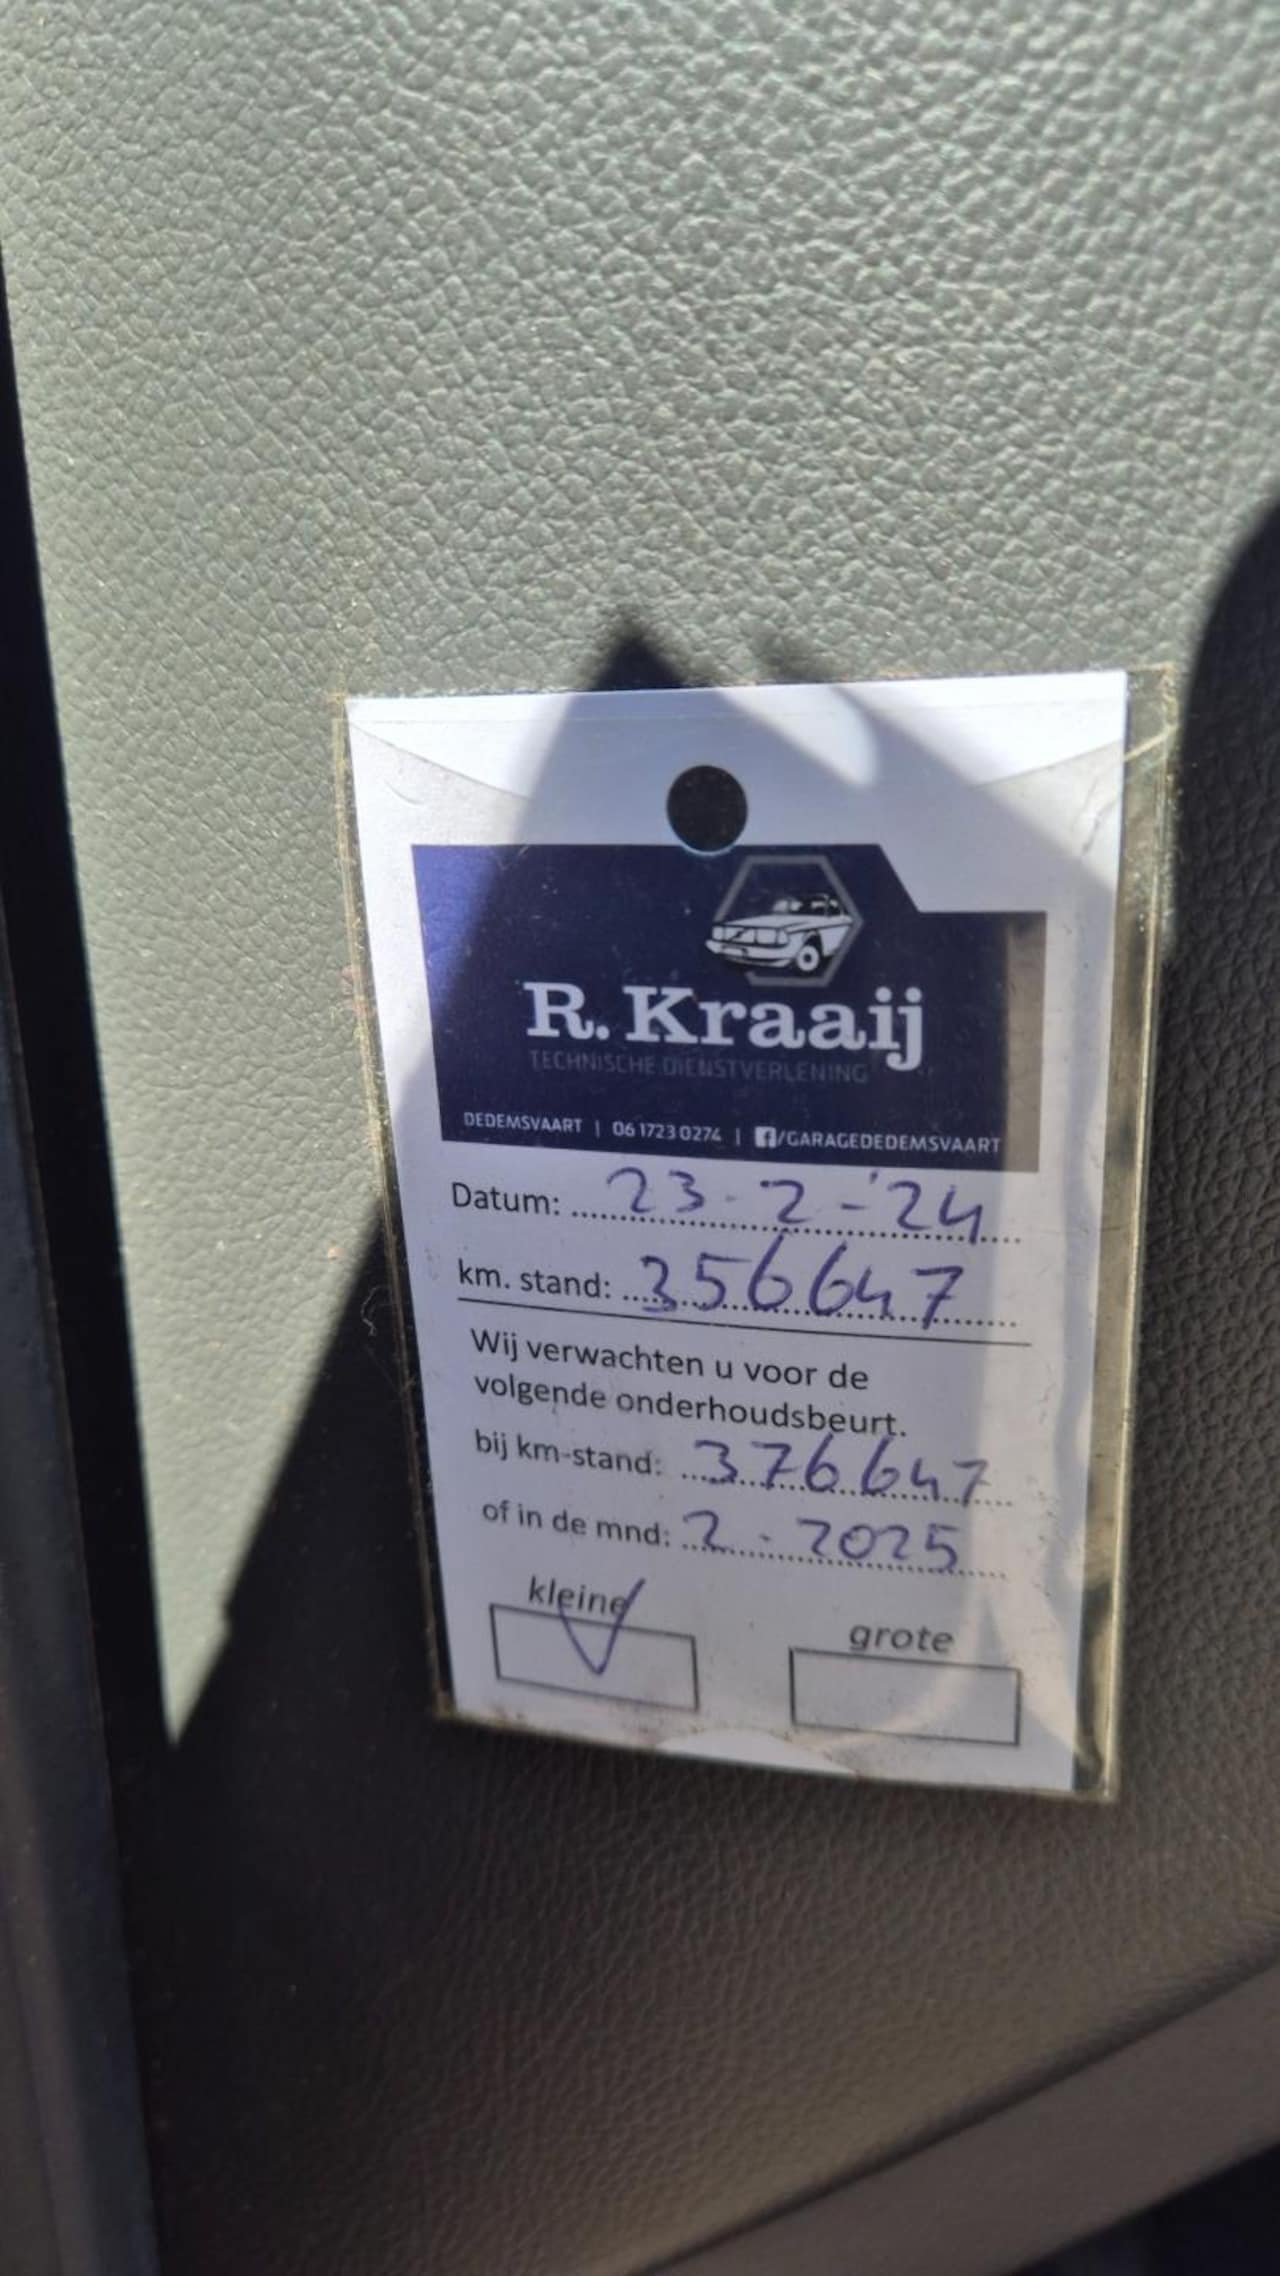 R. Kraaij
TECHNISCHE DIENSTVERLENING
DEDEMSVAART | 06 1723 0274 | f/GARAGEDEDEMSVAART
Datum: 23-2-'24
km. stand: 356647
Wij verwachten u voor de
volgende onderhoudsbeurt.
bij km-stand: 376647
of in de mnd: 2-2025
kleine grote